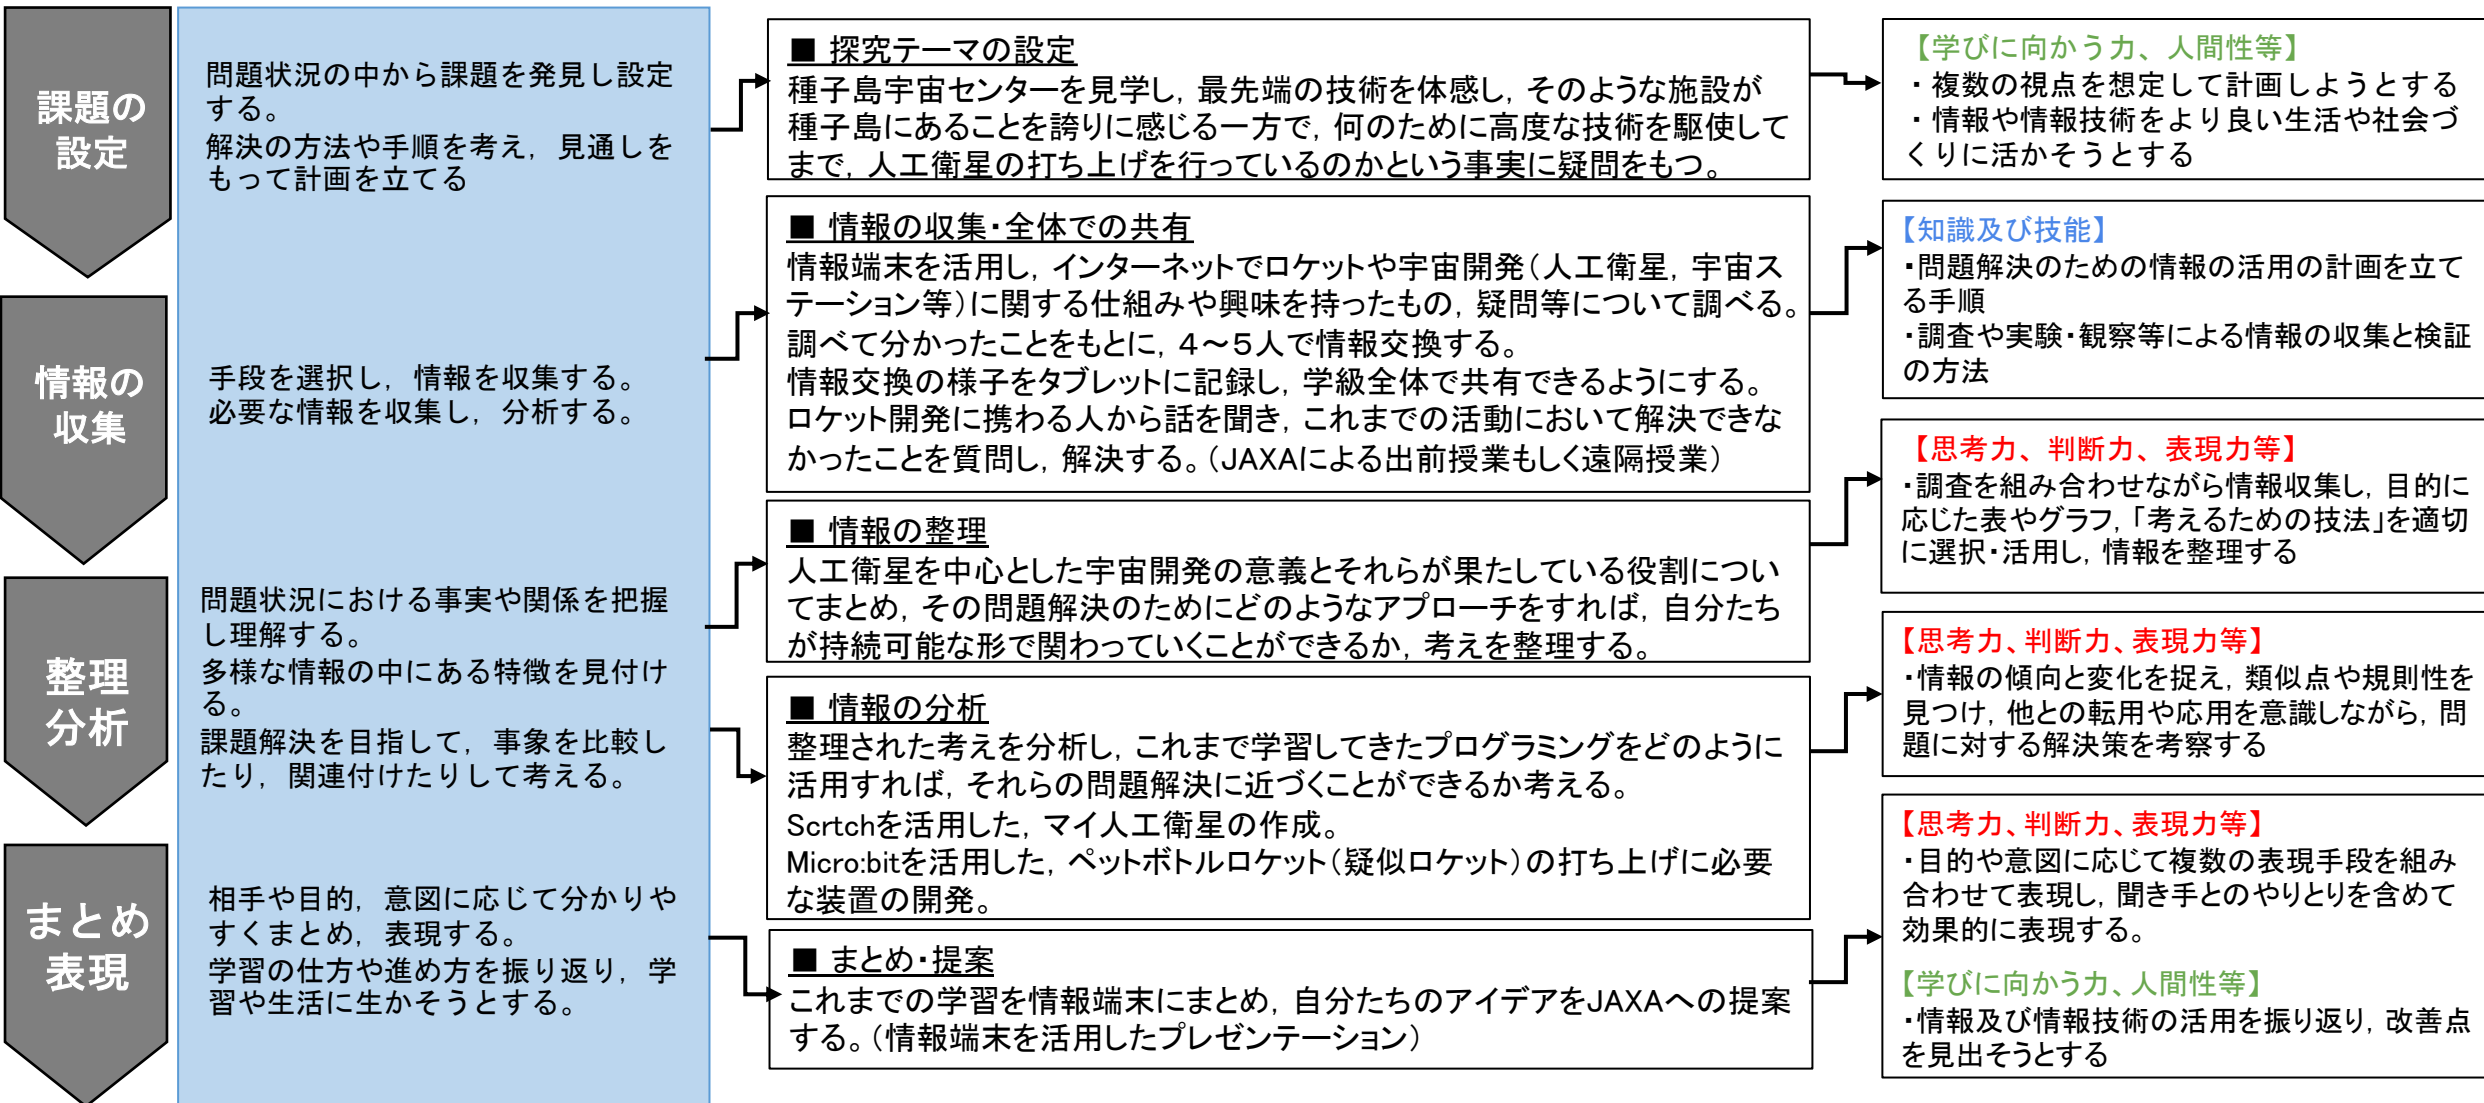 課題の
設定
情報の
収集
整理
分析
まとめ
表現
問題状況の中から課題を発見し設定
する。
解決の方法や手順を考え，見通しを
もって計画を立てる
手段を選択し，情報を収集する。
必要な情報を収集し，分析する。
問題状況における事実や関係を把握
し理解する。
多様な情報の中にある特徴を見付け
る。
課題解決を目指して，事象を比較し
たり，関連付けたりして考える。
相手や目的，意図に応じて分かりや
すくまとめ，表現する。
学習の仕方や進め方を振り返り，学
習や生活に生かそうとする。
■ 探究テーマの設定
種子島宇宙センターを見学し，最先端の技術を体感し，そのような施設が
種子島にあることを誇りに感じる一方で，何のために高度な技術を駆使して
まで，人工衛星の打ち上げを行っているのかという事実に疑問をもつ。
■ 情報の収集・全体での共有
情報端末を活用し，インターネットでロケットや宇宙開発（人工衛星，宇宙ス
テーション等）に関する仕組みや興味を持ったもの，疑問等について調べる。
調べて分かったことをもとに，４～５人で情報交換する。
情報交換の様子をタブレットに記録し，学級全体で共有できるようにする。
ロケット開発に携わる人から話を聞き，これまでの活動において解決できな
かったことを質問し，解決する。（JAXAによる出前授業もしく遠隔授業）
■ 情報の整理
人工衛星を中心とした宇宙開発の意義とそれらが果たしている役割につい
てまとめ，その問題解決のためにどのようなアプローチをすれば，自分たち
が持続可能な形で関わっていくことができるか，考えを整理する。
■ 情報の分析
整理された考えを分析し，これまで学習してきたプログラミングをどのように
活用すれば，それらの問題解決に近づくことができるか考える。
Scrtchを活用した，マイ人工衛星の作成。
Micro:bitを活用した，ペットボトルロケット（疑似ロケット）の打ち上げに必要
な装置の開発。
■ まとめ・提案
これまでの学習を情報端末にまとめ，自分たちのアイデアをJAXAへの提案
する。（情報端末を活用したプレゼンテーション）
【学びに向かう力、人間性等】
・複数の視点を想定して計画しようとする
・情報や情報技術をより良い生活や社会づ
くりに活かそうとする
【知識及び技能】
・問題解決のための情報の活用の計画を立て
る手順
・調査や実験・観察等による情報の収集と検証
の方法
【思考力、判断力、表現力等】
・調査を組み合わせながら情報収集し，目的に
応じた表やグラフ，「考えるための技法」を適切
に選択・活用し，情報を整理する
【思考力、判断力、表現力等】
・情報の傾向と変化を捉え，類似点や規則性を
見つけ，他との転用や応用を意識しながら，問
題に対する解決策を考察する
【思考力、判断力、表現力等】
・目的や意図に応じて複数の表現手段を組み
合わせて表現し，聞き手とのやりとりを含めて
効果的に表現する。
【学びに向かう力、人間性等】
・情報及び情報技術の活用を振り返り，改善点
を見出そうとする